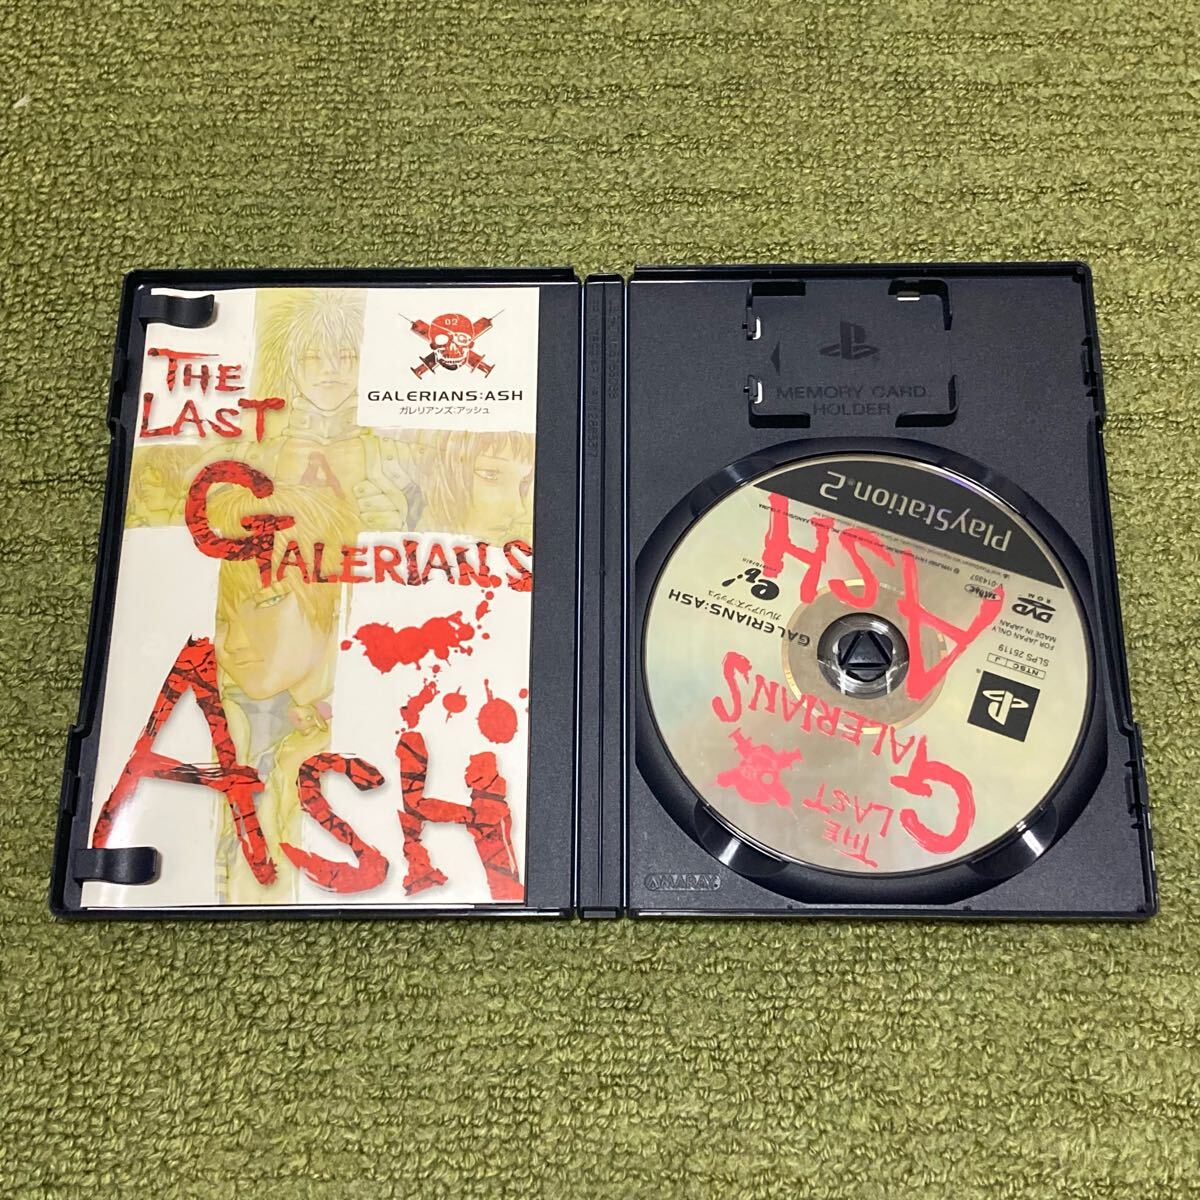 THE
LAST
GALERIANS
ASH
02
GALERIANS:ASH
ガレリアンズ:アッシュ
A
MEMORY CARD
HOLDER
PlayStation®2
ASH
GALERIANS:ASH
ガレリアンズ:アッシュ
DVD
ROM
FOR JAPAN ONLY
MADE IN JAPAN
SLPS 25119
NTSC J
THE
LAST
GALERIANS
AMARAY